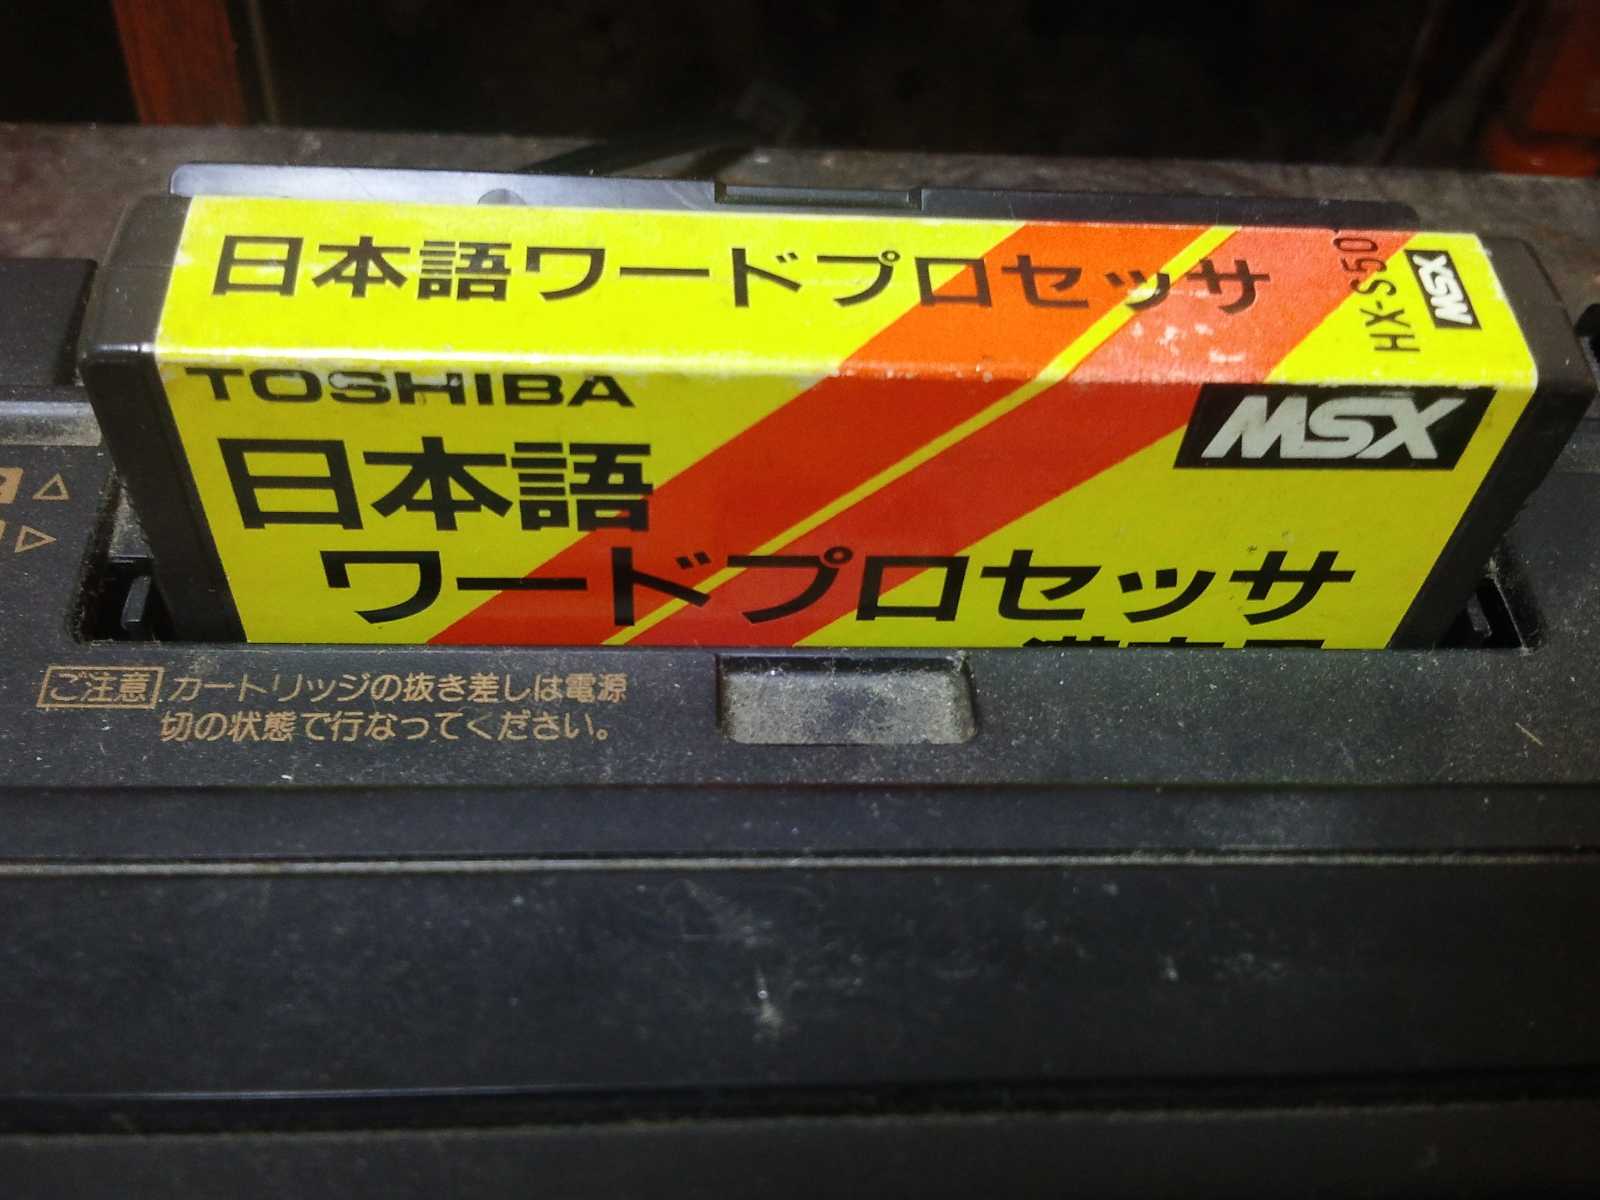 日本語ワードプロセッサ
HX-S50
MSX
TOSHIBA
MSX
日本語
ワードプロセッサ
ご注意 カートリッジの抜き差しは電源
切の状態で行なってください。